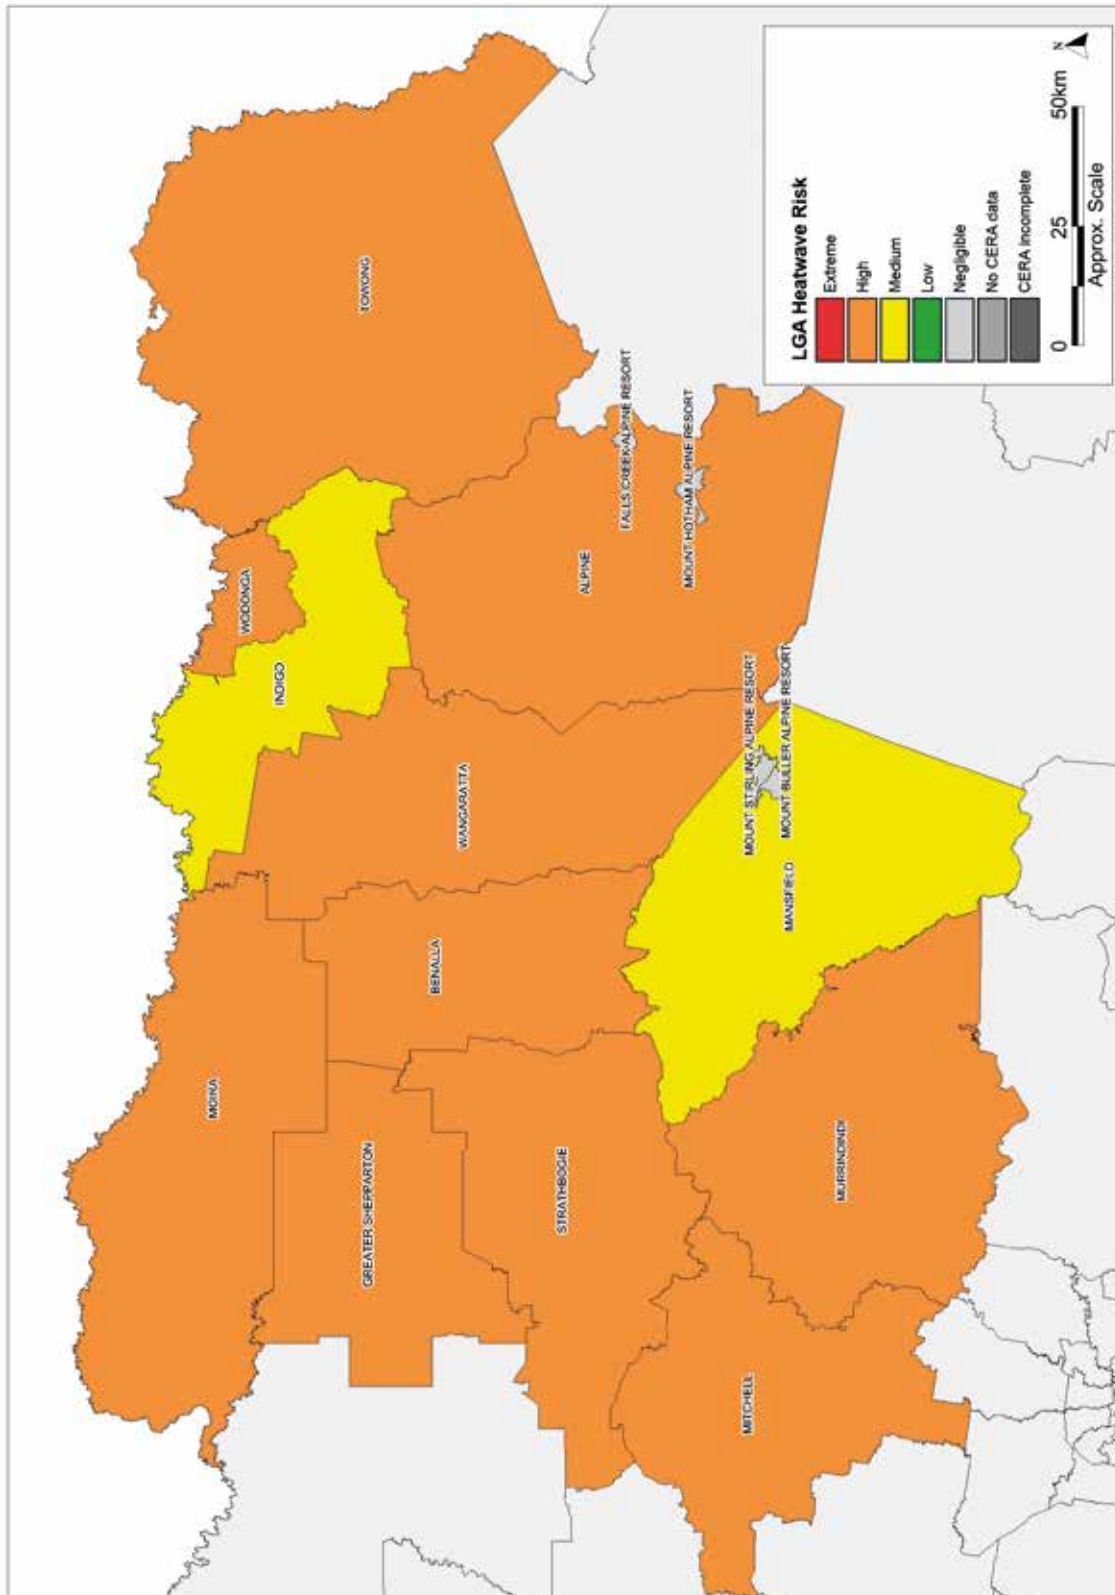 MOIRA
WODONGA
TOWONG
INDIGO
GREATER SHEPPARTON
BENALLA
WANGARATTA
STRATHBOGIE
ALPINE
FALLS CREEK ALPINE RESORT
MOUNT HOTHAM ALPINE RESORT
MOUNT STIRLING ALPINE RESORT
MOUNT BULLER ALPINE RESORT
MANSFIELD
MITCHELL
MURRINDINDI
LGA Heatwave Risk
Extreme
High
Medium
Low
Negligible
No CERA data
CERA incomplete
N
0 25 50km
Approx. Scale